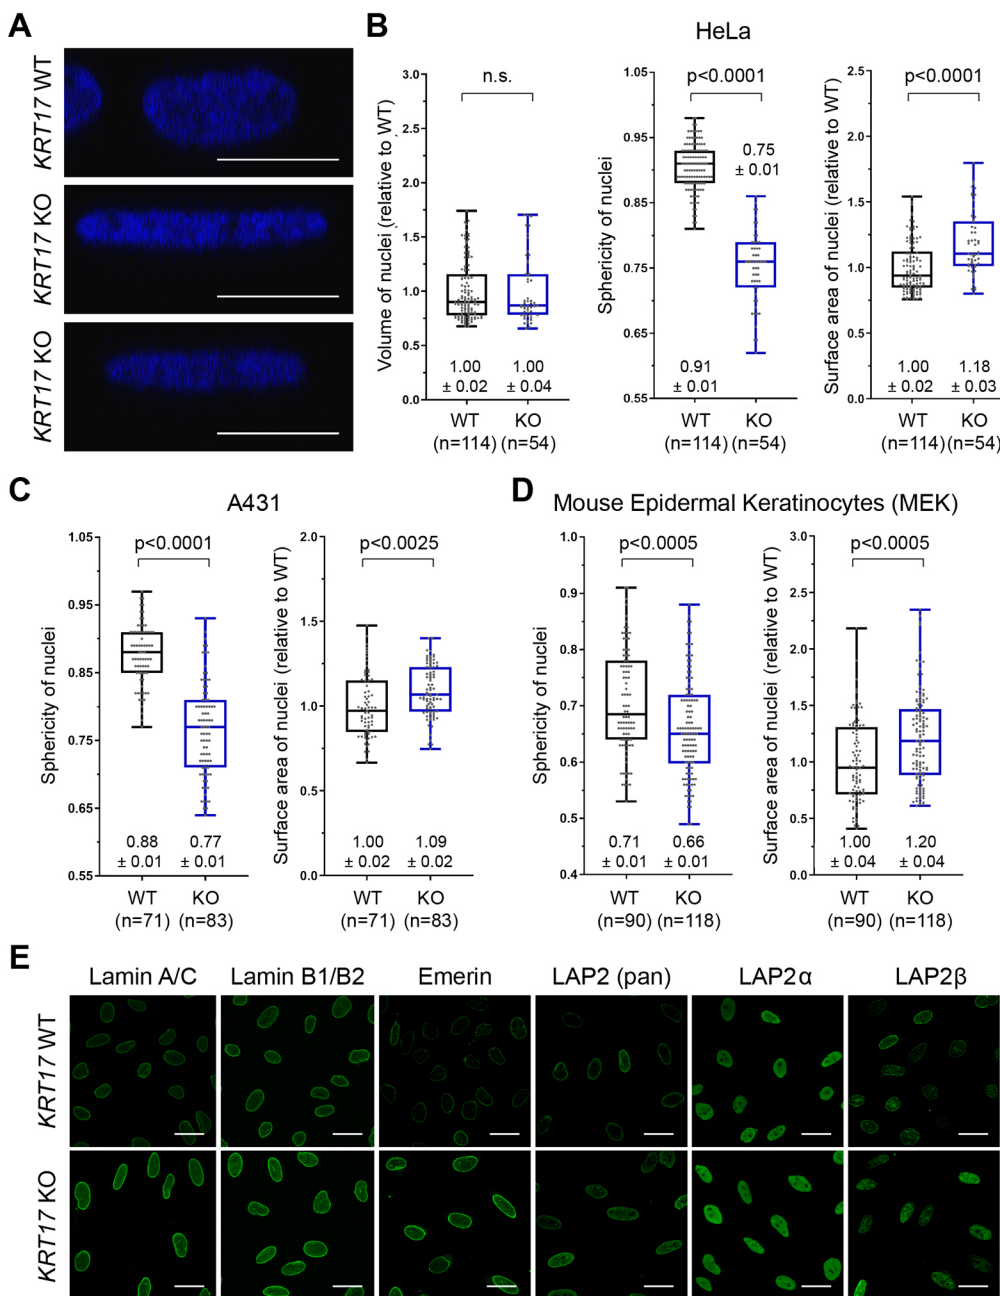 A
KRT17 WT
KRT17 KO
KRT17 KO
B
HeLa
Volume of nuclei (relative to WT)
3.0
2.5
2.0
1.5
1.0
0.5
0.0
n.s.
1.00
± 0.02
1.00
± 0.04
WT
(n=114)
KO
(n=54)
Sphericity of nuclei
1.05
0.95
0.85
0.75
0.65
0.55
p<0.0001
0.75
± 0.01
0.91
± 0.01
WT
(n=114)
KO
(n=54)
Surface area of nuclei (relative to WT)
2.5
2.0
1.5
1.0
0.5
0.0
p<0.0001
1.00
± 0.02
1.18
± 0.03
WT
(n=114)
KO
(n=54)
C
A431
Sphericity of nuclei
1.05
0.95
0.85
0.75
0.65
0.55
p<0.0001
0.88
± 0.01
0.77
± 0.01
WT
(n=71)
KO
(n=83)
Surface area of nuclei (relative to WT)
2.0
1.5
1.0
0.5
0.0
p<0.0025
1.00
± 0.02
1.09
± 0.02
WT
(n=71)
KO
(n=83)
D
Mouse Epidermal Keratinocytes (MEK)
Sphericity of nuclei
1.0
0.9
0.8
0.7
0.6
0.5
0.4
p<0.0005
0.71
± 0.01
0.66
± 0.01
WT
(n=90)
KO
(n=118)
Surface area of nuclei (relative to WT)
3.0
2.5
2.0
1.5
1.0
0.5
0.0
p<0.0005
1.00
± 0.04
1.20
± 0.04
WT
(n=90)
KO
(n=118)
E
Lamin A/C
Lamin B1/B2
Emerin
LAP2 (pan)
LAP2α
LAP2β
KRT17 WT
KRT17 KO